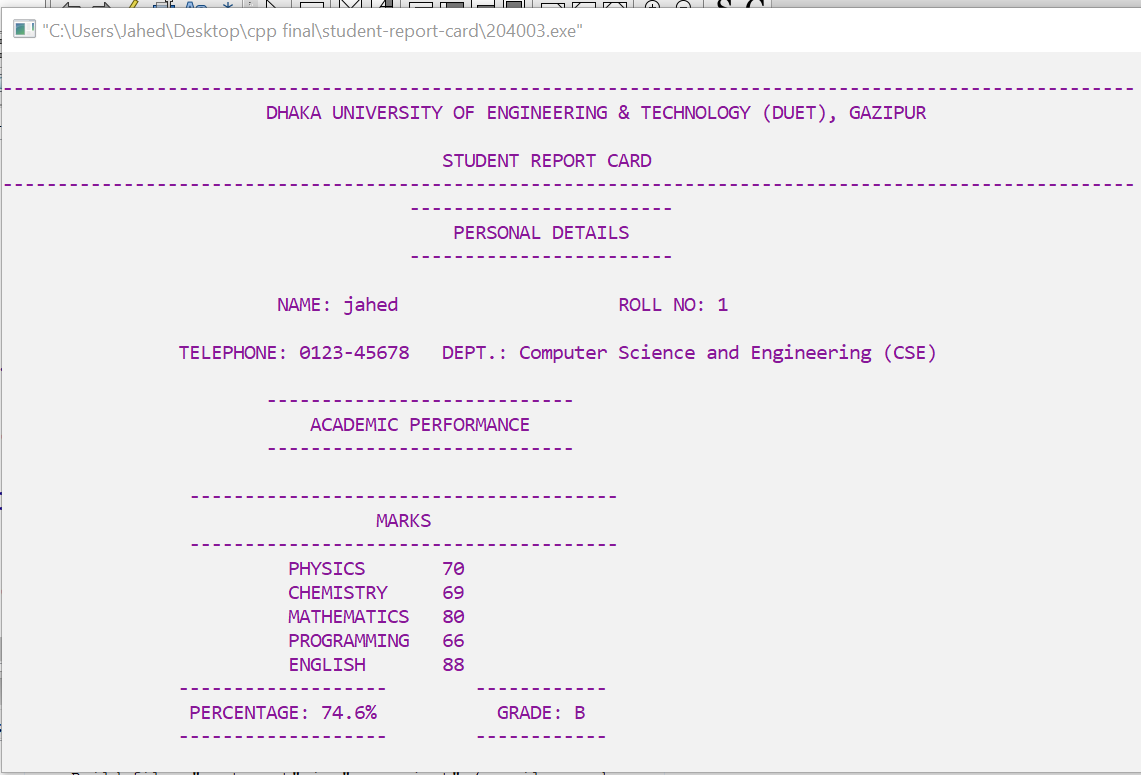 "C:\Users\Jahed\Desktop\cpp final\student-report-card\204003.exe"
DHAKA UNIVERSITY OF ENGINEERING & TECHNOLOGY (DUET), GAZIPUR
STUDENT REPORT CARD
PERSONAL DETAILS
NAME: jahed ROLL NO: 1
TELEPHONE: 0123-45678 DEPT.: Computer Science and Engineering (CSE)
ACADEMIC PERFORMANCE
MARKS
PHYSICS 70
CHEMISTRY 69
MATHEMATICS 80
PROGRAMMING 66
ENGLISH 88
PERCENTAGE: 74.6% GRADE: B